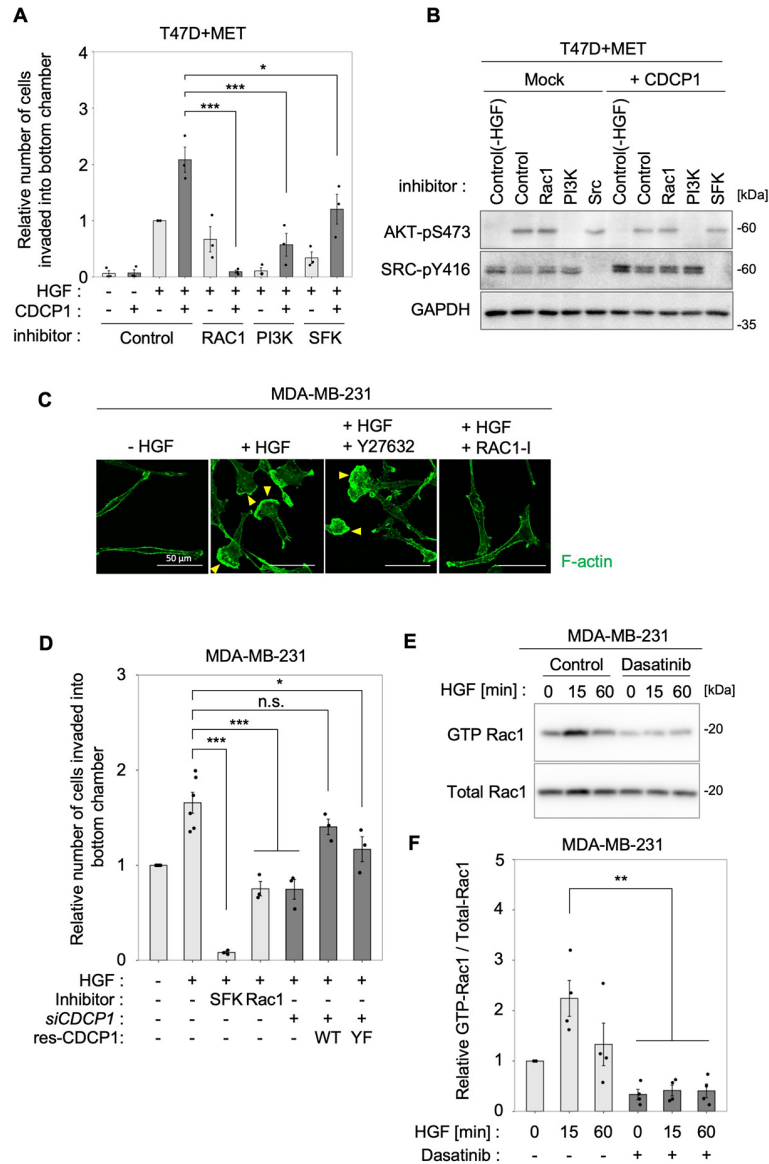 A
T47D+MET
Relative number of cells
invaded into bottom chamber
4
3
2
1
0
*
***
***
HGF : - - + + + + + + + +
CDCP1 : - + - + - + - + - +
inhibitor : Control RAC1 PI3K SFK
B
T47D+MET
Mock + CDCP1
inhibitor : Control(-HGF) Control Rac1 PI3K Src Control(-HGF) Control Rac1 PI3K SFK
[kDa]
AKT-pS473 -60
SRC-pY416 -60
GAPDH
-35
C
MDA-MB-231
- HGF + HGF + HGF + Y27632 + HGF + RAC1-I
50 µm
F-actin
D
MDA-MB-231
Relative number of cells invaded into
bottom chamber
3
2
1
0
*
n.s.
***
***
HGF : - + + + + + +
Inhibitor : - - SFK Rac1 - - -
siCDCP1 : - - - - + + +
res-CDCP1: - - - - - WT YF
E
MDA-MB-231
Control Dasatinib
HGF [min] : 0 15 60 0 15 60 [kDa]
GTP Rac1 -20
Total Rac1 -20
F
MDA-MB-231
Relative GTP-Rac1 / Total-Rac1
5
4
3
2
1
0
**
HGF [min] : 0 15 60 0 15 60
Dasatinib : - - - + + +